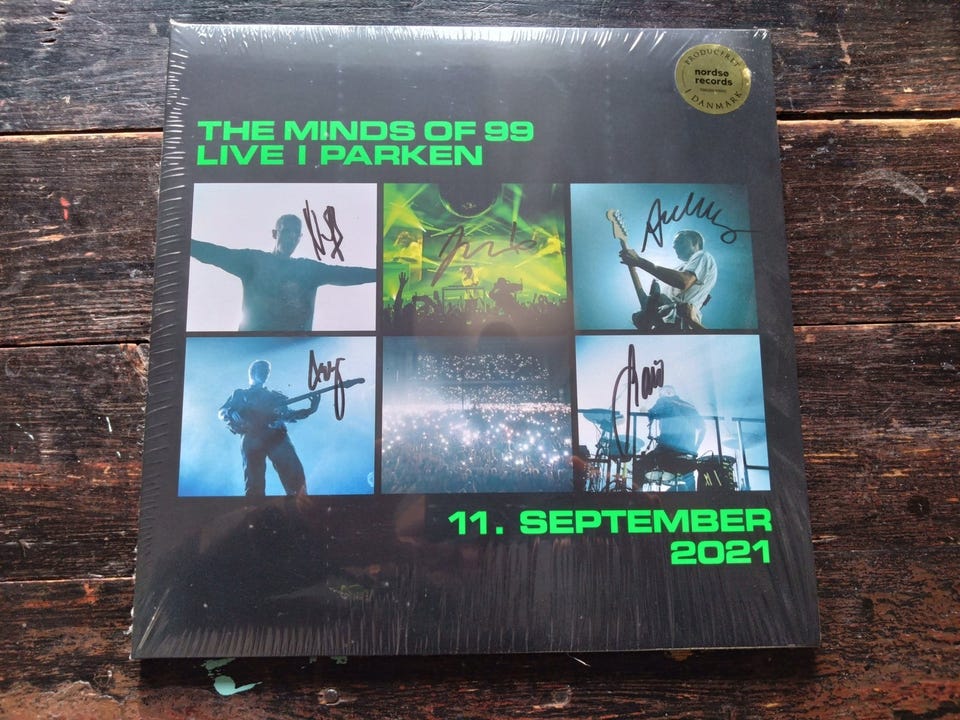 PRODUCERET
nordsø
records
I DANMARK
THE MINDS OF 99
LIVE I PARKEN
11. SEPTEMBER
2021